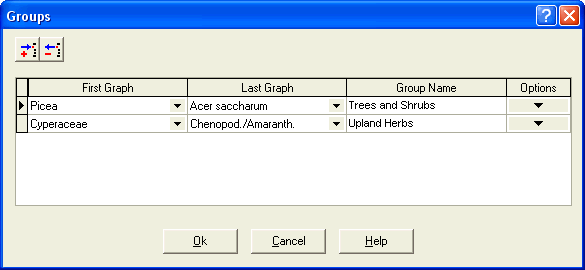 Groups
First Graph Last Graph Group Name Options
Picea Acer saccharum Trees and Shrubs
Cyperaceae Chenopod./Amaranth. Upland Herbs
Ok Cancel Help